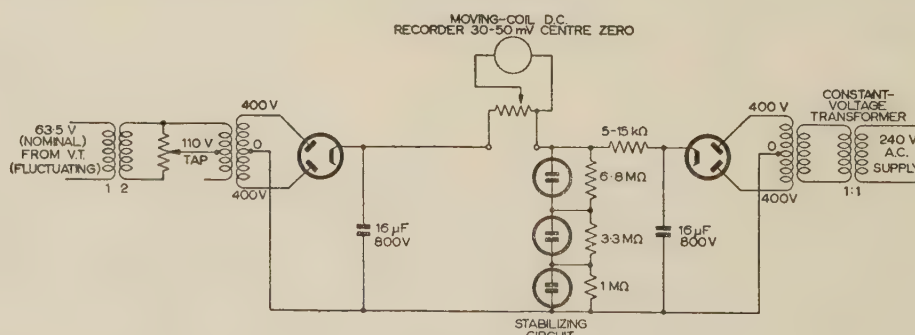 MOVING-COIL D.C.
RECORDER 30-50 mV CENTRE ZERO
63·5 V
(NOMINAL)
FROM V.T.
(FLUCTUATING)
1 2
110 V
TAP
400V
0
400V
16 μF
800V
5-15 kΩ
6·8 MΩ
3·3 MΩ
1 MΩ
STABILIZING
CIRCUIT
16 μF
800V
400 V
0
400V
CONSTANT-
VOLTAGE
TRANSFORMER
1:1
240 V
A.C.
SUPPLY